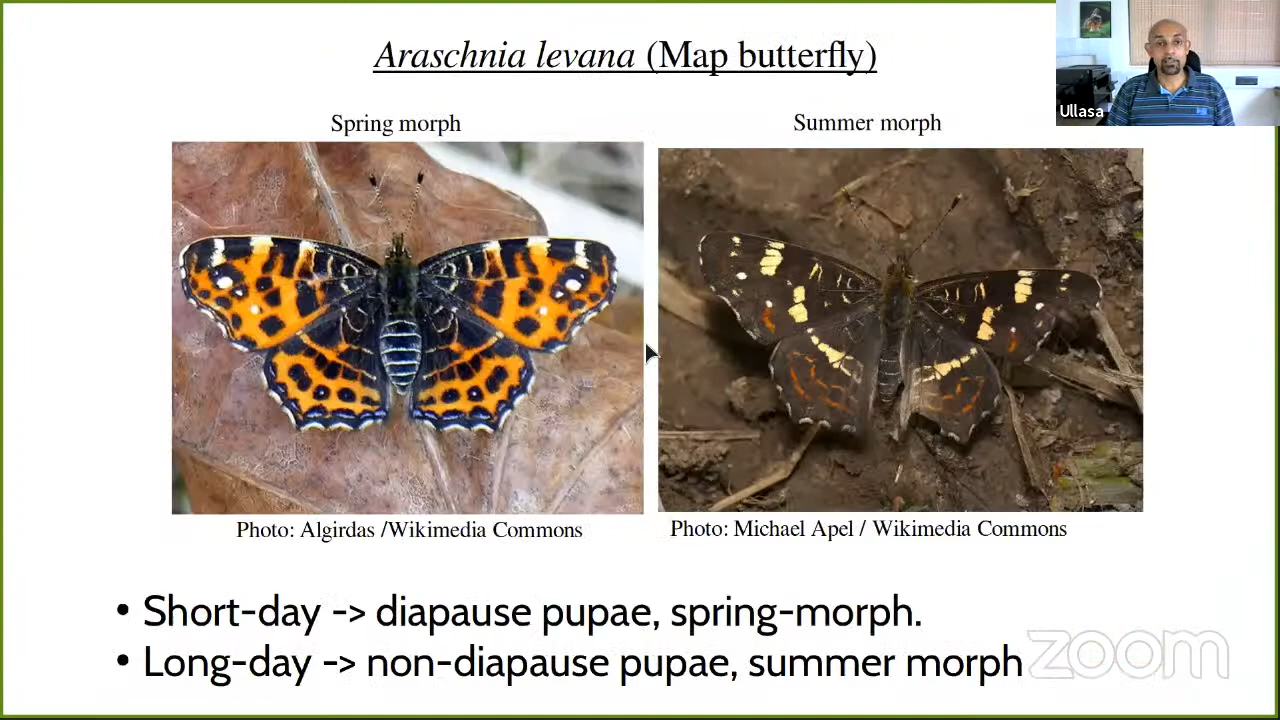 Araschnia levana (Map butterfly)
Ullasa
Spring morph
Summer morph
Photo: Algirdas /Wikimedia Commons
Photo: Michael Apel / Wikimedia Commons
• Short-day -> diapause pupae, spring-morph.
• Long-day -> non-diapause pupae, summer morph
zoom